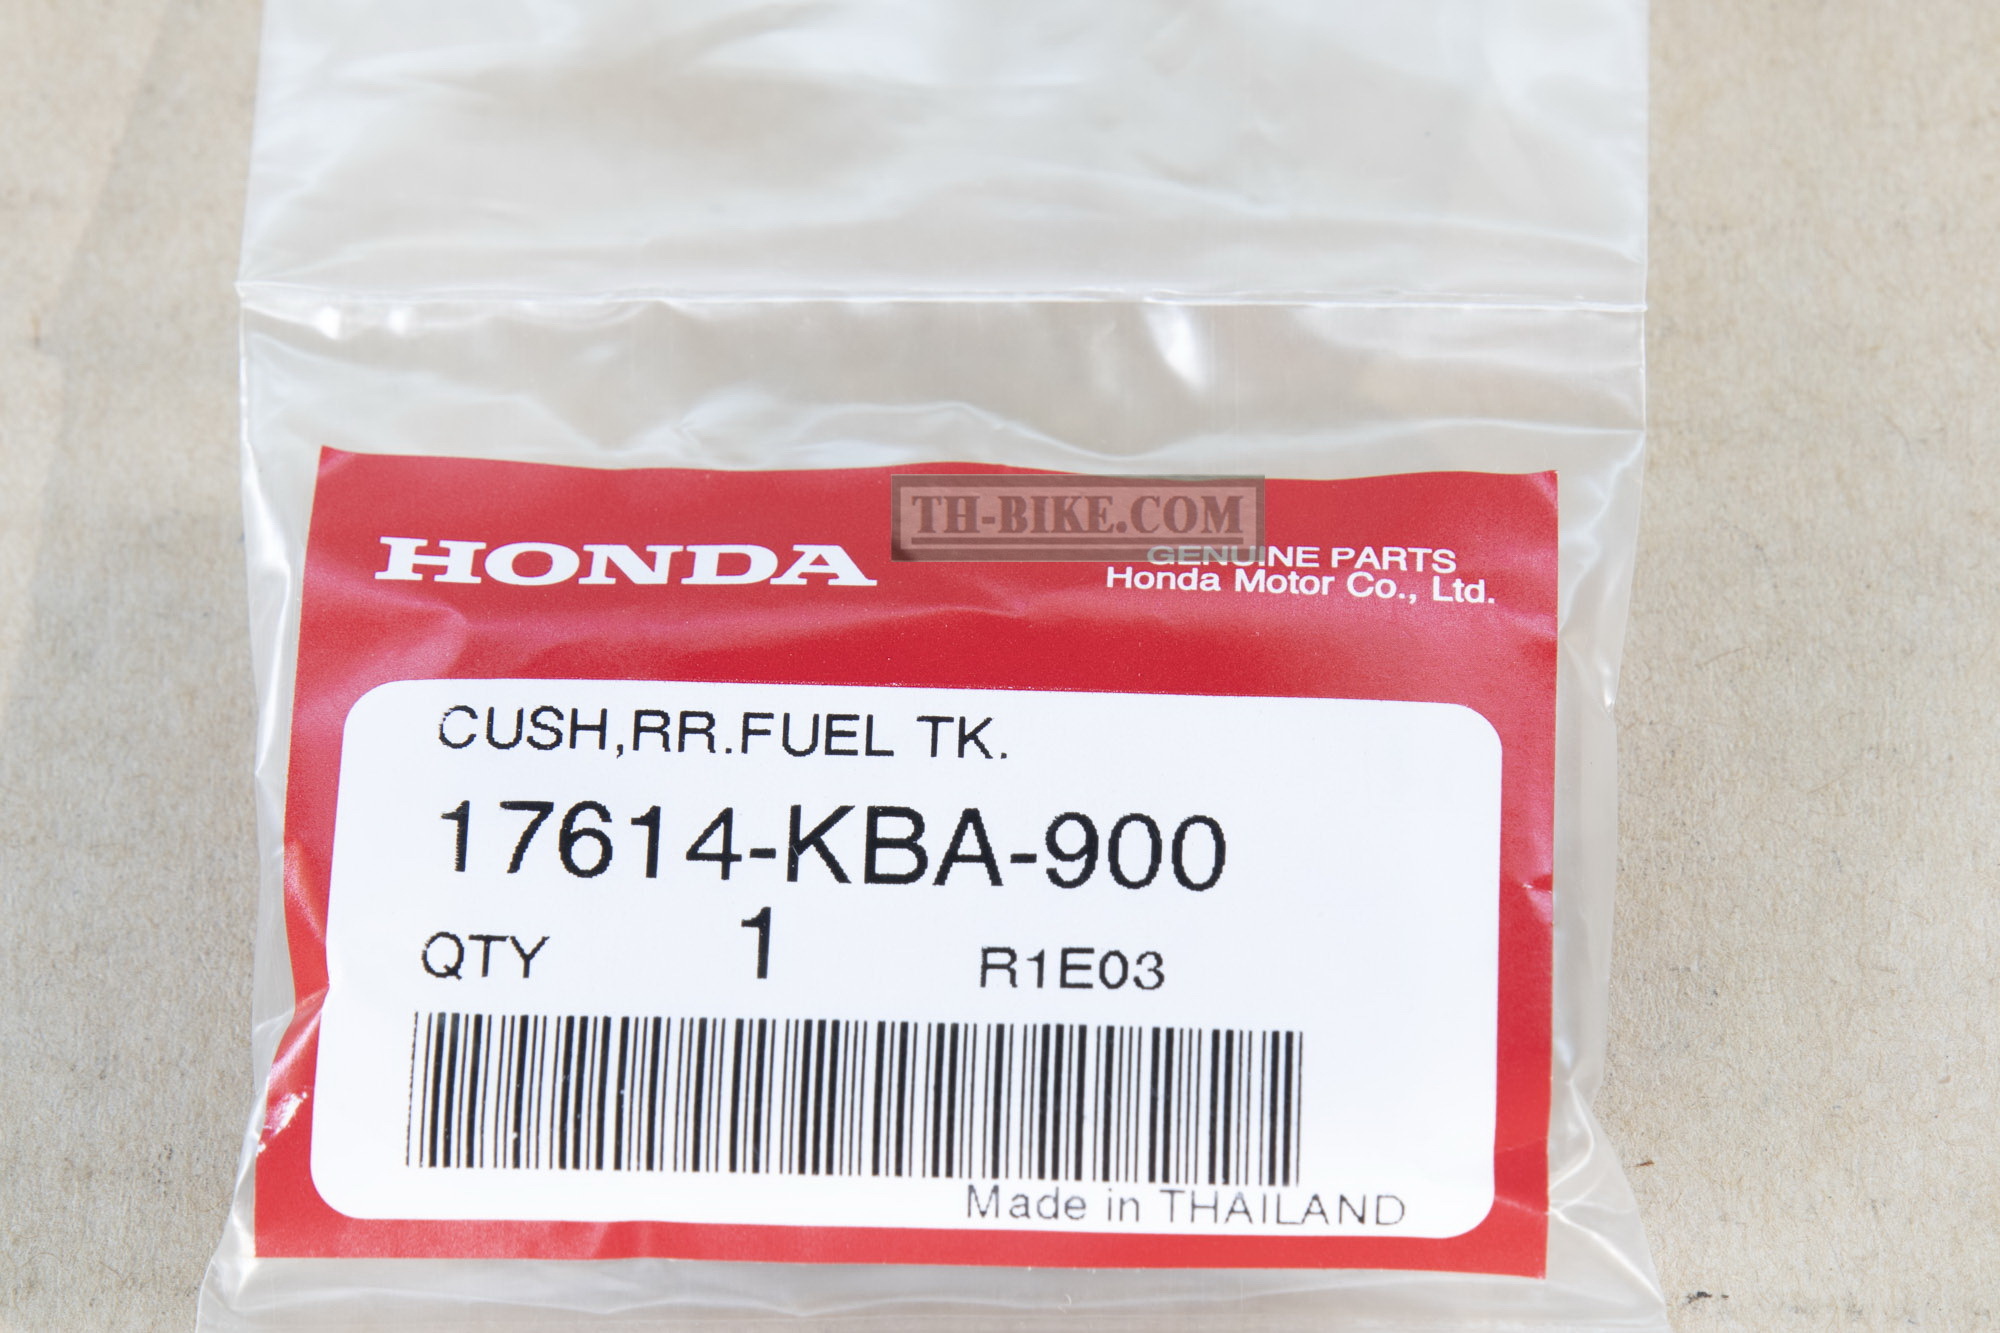 TH-BIKE.COM
HONDA
GENUINE PARTS
Honda Motor Co., Ltd.
CUSH,RR.FUEL TK.
17614-KBA-900
QTY 1 R1E03
Made in THAILAND